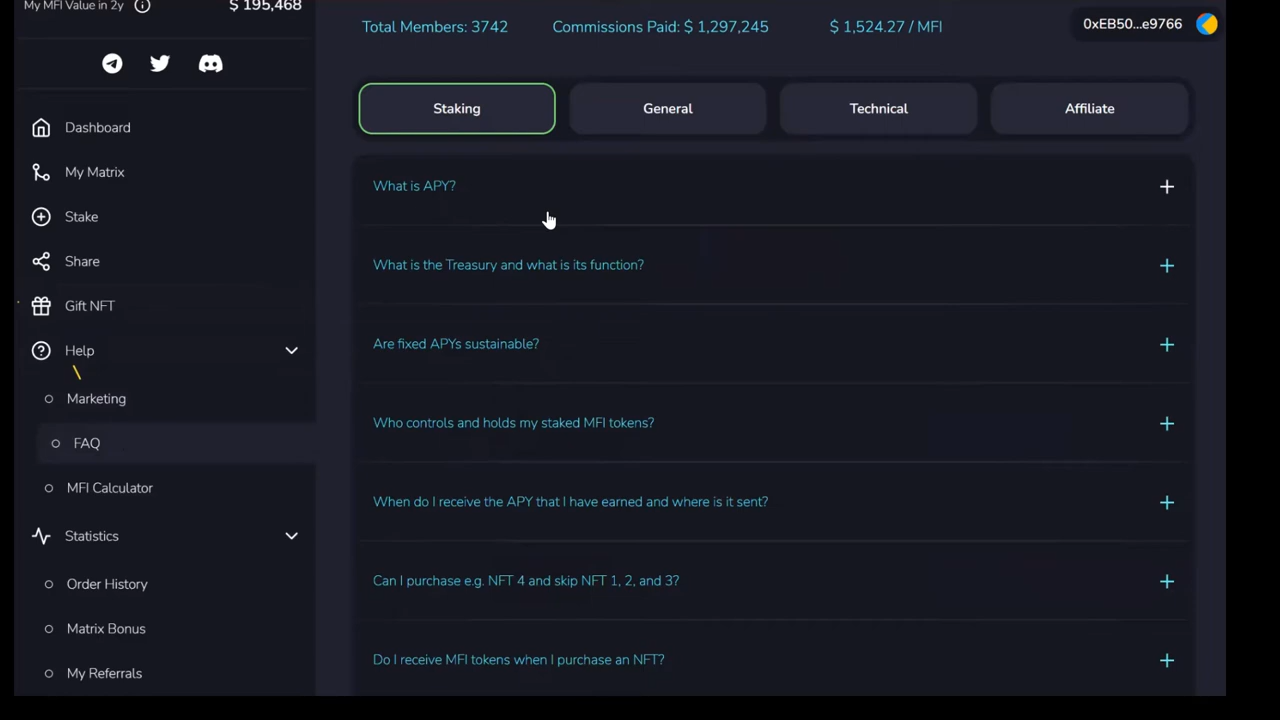 My MFI Value in 2y
$ 195,468
Total Members: 3742
Commissions Paid: $ 1,297,245
$ 1,524.27 / MFI
0xEB50...e9766
Dashboard
My Matrix
Stake
Share
Gift NFT
Help
Marketing
FAQ
MFI Calculator
Statistics
Order History
Matrix Bonus
My Referrals
Staking
General
Technical
Affiliate
What is APY?
What is the Treasury and what is its function?
Are fixed APYs sustainable?
Who controls and holds my staked MFI tokens?
When do I receive the APY that I have earned and where is it sent?
Can I purchase e.g. NFT 4 and skip NFT 1, 2, and 3?
Do I receive MFI tokens when I purchase an NFT?